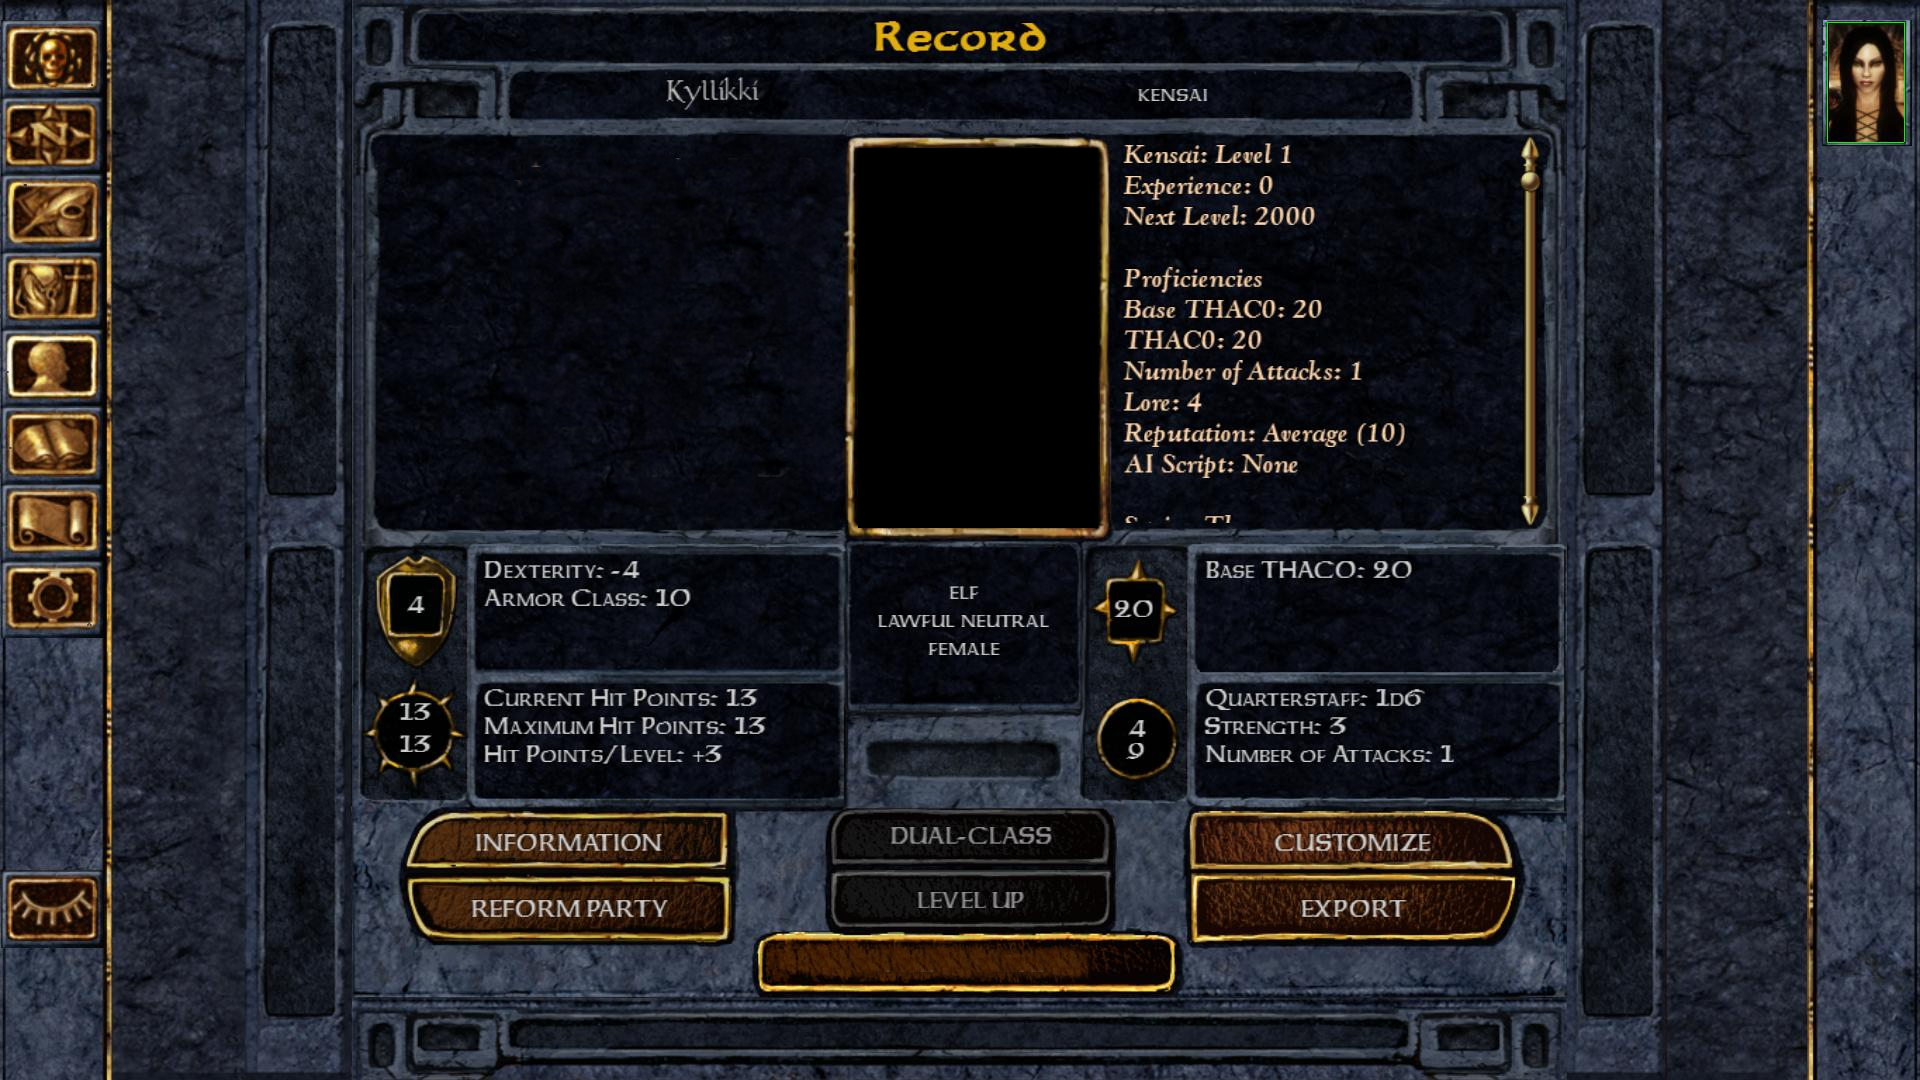 Record
Kyllikki
KENSAI
Kensai: Level 1
Experience: 0
Next Level: 2000
Proficiencies
Base THAC0: 20
THAC0: 20
Number of Attacks: 1
Lore: 4
Reputation: Average (10)
AI Script: None
4
Dexterity: -4
Armor Class: 10
ELF
LAWFUL NEUTRAL
FEMALE
20
Base THAC0: 20
13
13
Current Hit Points: 13
Maximum Hit Points: 13
Hit Points/Level: +3
4
9
Quarterstaff: 1d6
Strength: 3
Number of Attacks: 1
INFORMATION
DUAL-CLASS
CUSTOMIZE
REFORM PARTY
LEVEL UP
EXPORT